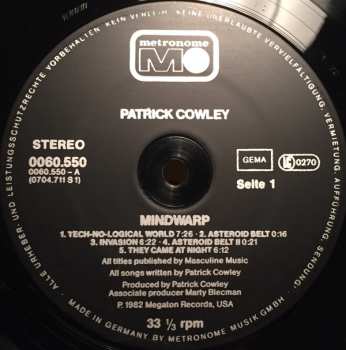 metronome
M
PATRICK COWLEY
STEREO
0060.550
0060.550 – A
(0704.711 S 1)
GEMA
LC 0270
Seite 1
MINDWARP
1. TECH-NO-LOGICAL WORLD 7:26 - 2. ASTEROID BELT 0:16
3. INVASION 6:22 - 4. ASTEROID BELT II 0:21
5. THEY CAME AT NIGHT 6:12
All titles published by Masculine Music
All songs written by Patrick Cowley
Produced by Patrick Cowley
Associate producer Marty Blecman
P. 1982 Megaton Records, USA
33 ⅓ rpm
MADE IN GERMANY BY METRONOME MUSIK GMBH
ALLE URHEBER UND LEISTUNGSSCHUTZRECHTE VORBEHALTEN KEIN VERLEIH! KEINE UNERLAUBTE VERVIELFÄLTIGUNG, VERMIETUNG, AUFFÜHRUNG, SENDUNG!